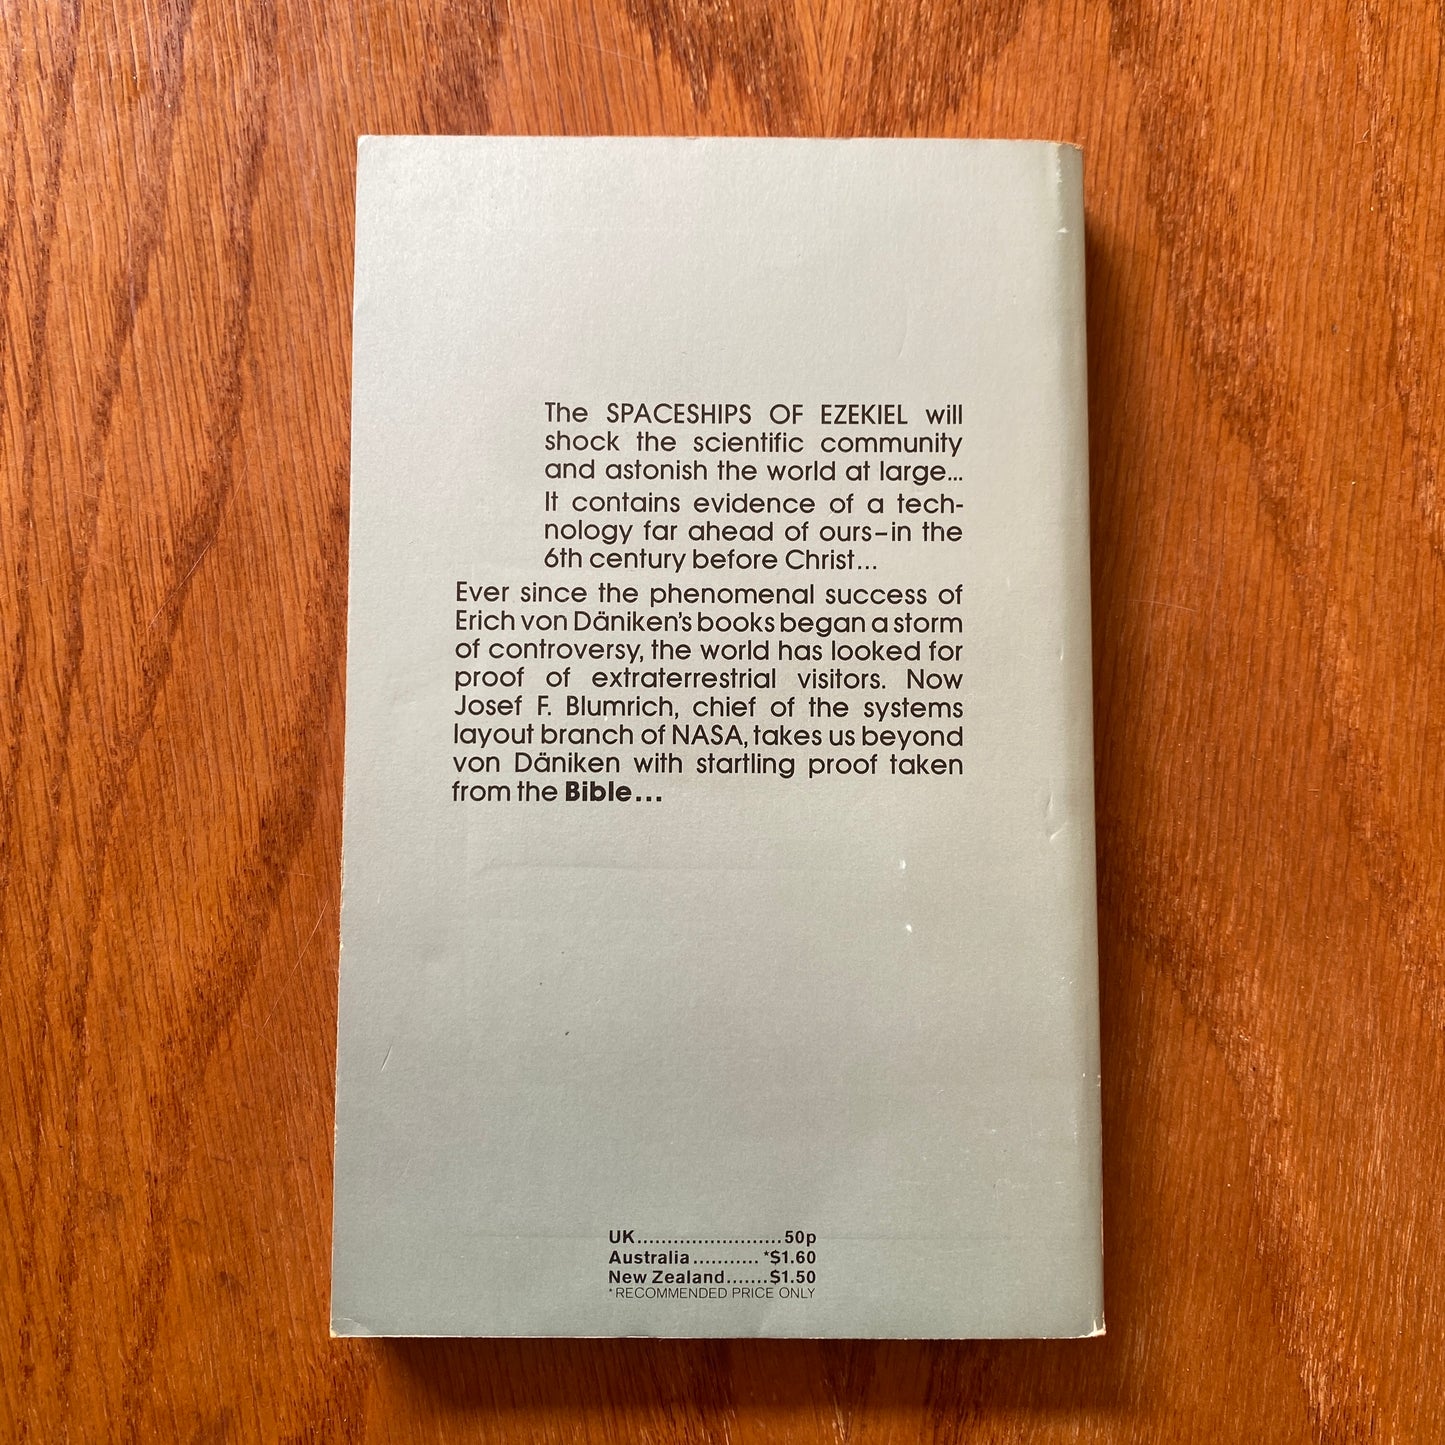 The SPACESHIPS OF EZEKIEL will
shock the scientific community
and astonish the world at large...
It contains evidence of a tech-
nology far ahead of ours–in the
6th century before Christ...
Ever since the phenomenal success of
Erich von Däniken's books began a storm
of controversy, the world has looked for
proof of extraterrestrial visitors. Now
Josef F. Blumrich, chief of the systems
layout branch of NASA, takes us beyond
von Däniken with startling proof taken
from the Bible...
UK........................50p
Australia........... *$1.60
New Zealand.......$1.50
*RECOMMENDED PRICE ONLY